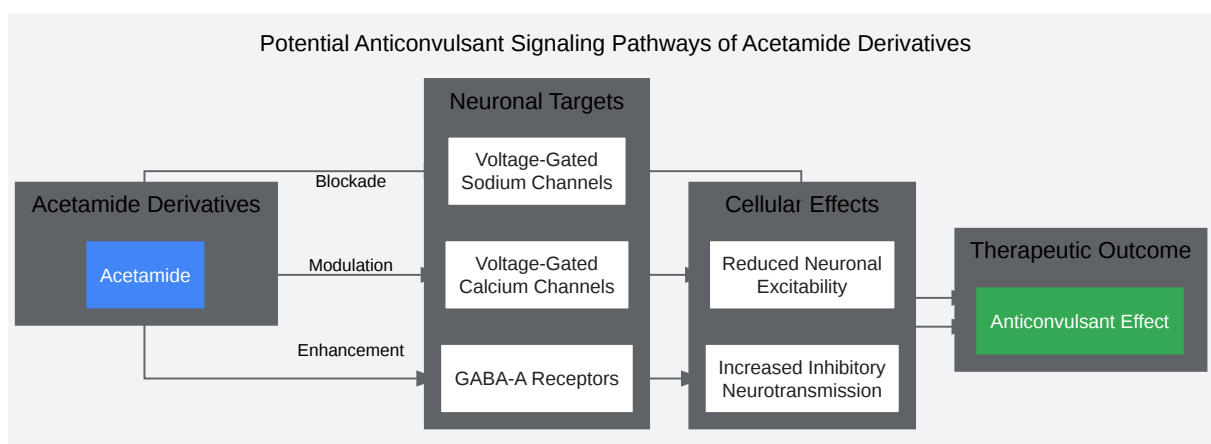 Potential Anticonvulsant Signaling Pathways of Acetamide Derivatives
Neuronal Targets
Voltage-Gated
Sodium Channels
Blockade
Acetamide Derivatives
Cellular Effects
Therapeutic Outcome
Acetamide
Modulation
Voltage-Gated
Calcium Channels
Reduced Neuronal
Excitability
Anticonvulsant Effect
Enhancement
GABA-A Receptors
Increased Inhibitory
Neurotransmission